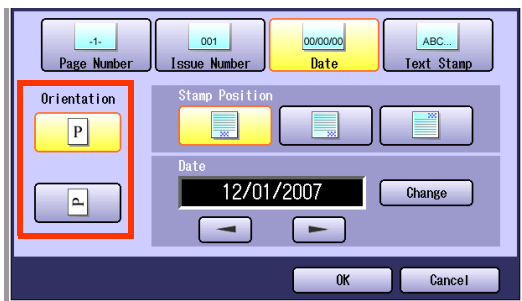 -1-
Page Number
001
Issue Number
00/00/00
Date
ABC...
Text Stamp
Orientation
P
P
Stamp Position
Date
12/01/2007
Change
OK
Cancel